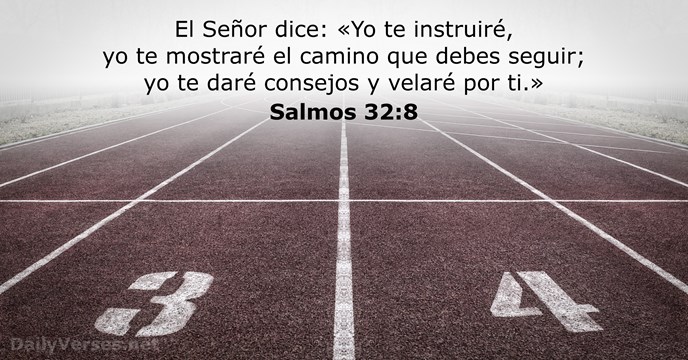 El Señor dice: «Yo te instruiré,
yo te mostraré el camino que debes seguir;
yo te daré consejos y velaré por ti.»
Salmos 32:8
3 4
DailyVerses.net